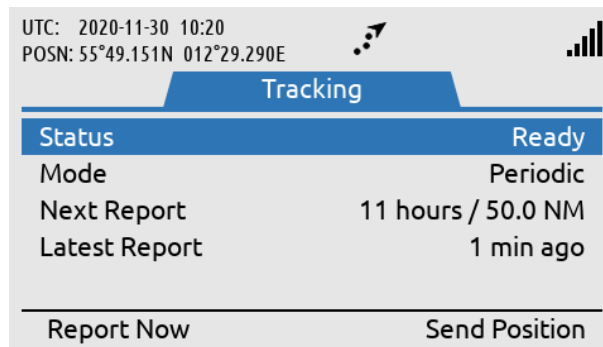 UTC: 2020-11-30 10:20
POSN: 55°49.151N 012°29.290E
Tracking
Status Ready
Mode Periodic
Next Report 11 hours / 50.0 NM
Latest Report 1 min ago
Report Now Send Position